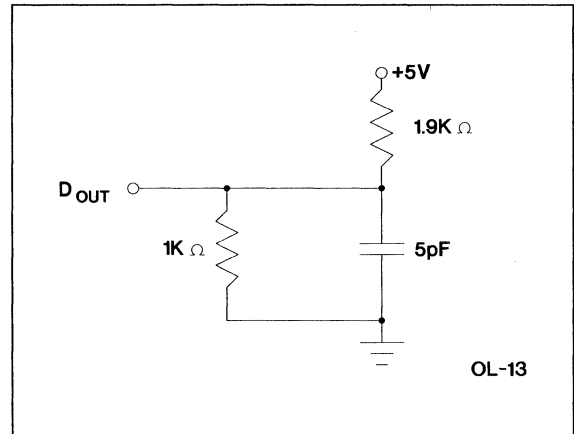 +5V
1.9K Ω
D OUT
1K Ω
5pF
OL-13